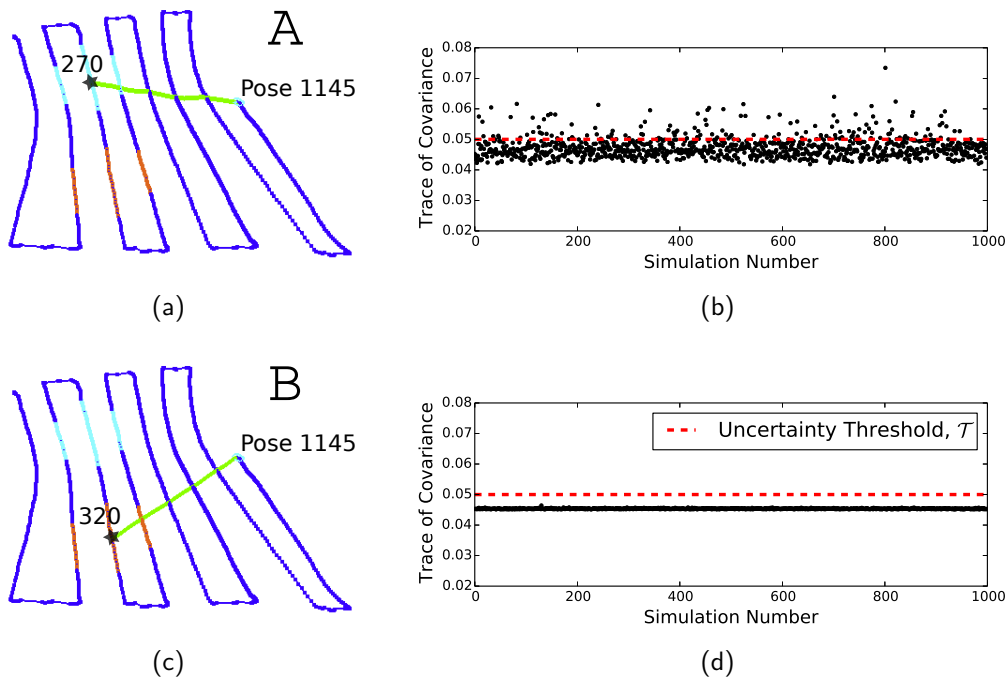 A
270
Pose 1145
(a)
0.08
0.07
0.06
0.05
0.04
0.03
0.02
Trace of Covariance
0 200 400 600 800 1000
Simulation Number
(b)
B
Pose 1145
320
(c)
0.08
0.07
0.06
0.05
0.04
0.03
0.02
Trace of Covariance
Uncertainty Threshold, 𝒯
0 200 400 600 800 1000
Simulation Number
(d)